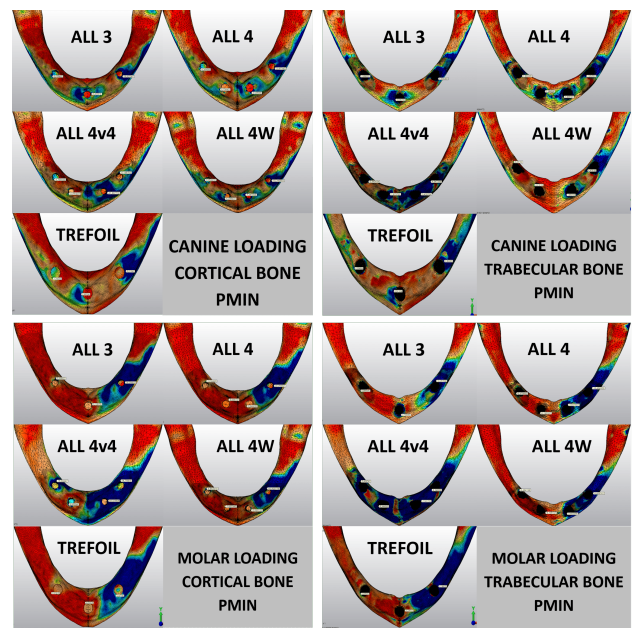 ALL 3
ALL 4
ALL 4v4
ALL 4W
TREFOIL
CANINE LOADING
CORTICAL BONE
PMIN
ALL 3
ALL 4
ALL 4v4
ALL 4W
TREFOIL
CANINE LOADING
TRABECULAR BONE
PMIN
ALL 3
ALL 4
ALL 4v4
ALL 4W
TREFOIL
MOLAR LOADING
CORTICAL BONE
PMIN
ALL 3
ALL 4
ALL 4v4
ALL 4W
TREFOIL
MOLAR LOADING
TRABECULAR BONE
PMIN